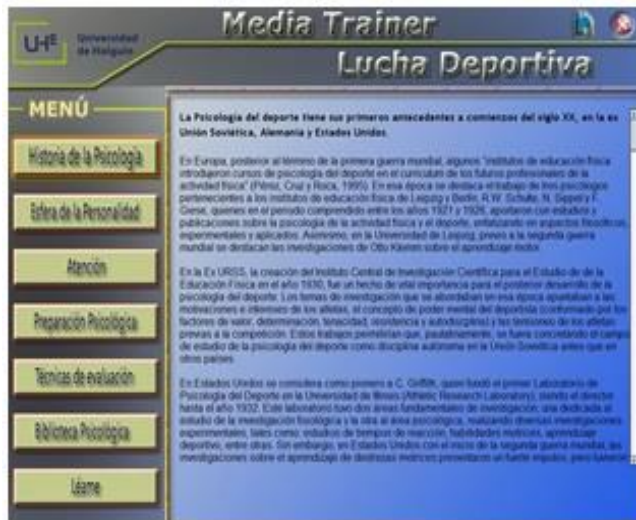 Media Trainer
UHE Universidad de Holguín
Lucha Deportiva
MENÚ
Historia de la Psicología
Esfera de la Personalidad
Atención
Preparación Psicológica
Técnicas de evaluación
Biblioteca Psicológica
Léame
La Psicología del deporte tiene sus primeros antecedentes a comienzos del siglo XX, en la ex
Unión Soviética, Alemania y Estados Unidos.
En Europa, posterior al término de la primera guerra mundial, algunos "institutos de educación física
introdujeron cursos de psicología del deporte en el curriculum de los futuros profesionales de la
actividad física" (Pérez, Cruz y Roca, 1995). En esa época se destaca el trabajo de tres psicólogos
pertenecientes a los institutos de educación física de Leipzig y Berlín, R.W. Schulte, N. Sippel y F.
Giese, quienes en el período comprendido entre los años 1921 y 1926, aportaron con estudios y
publicaciones sobre la psicología de la actividad física y el deporte, enfatizando en aspectos filosóficos,
experimentales y aplicados. Asimismo, en la Universidad de Leipzig, previo a la segunda guerra
mundial se destacan las investigaciones de Otto Klemm sobre el aprendizaje motor.
En la Ex URSS, la creación del Instituto Central de Investigación Científica para el Estudio de de la
Educación Física en el año 1930, fue un hecho de vital importancia para el posterior desarrollo de la
psicología del deporte. Los temas de investigación que se abordaban en esa época apuntaban a las
motivaciones e intereses de los atletas, el concepto de poder mental del deportista (conformado por los
factores de valor, determinación, tenacidad, resistencia y autodisciplina) y las tensiones de los atletas
previas a la competición. Estos trabajos permitirían que, paulatinamente, se fuera concretando el campo
de estudio de la psicología del deporte como disciplina autónoma en la Unión Soviética antes que en
otros países.
En Estados Unidos se considera como pionero a C. Griffith, quien fundó el primer Laboratorio de
Psicología del Deporte en la Universidad de Illinois (Athletic Research Laboratory), siendo el director
hasta el año 1932. Este laboratorio tuvo dos áreas fundamentales de investigación: una dedicada al
estudio de la investigación fisiológica y la otra al área psicológica, realizando diversas investigaciones
experimentales, tales como: estudios de tiempos de reacción, habilidades motrices, aprendizaje
deportivo, entre otras. Sin embargo, en Estados Unidos con el inicio de la segunda guerra mundial, las
investigaciones sobre el aprendizaje de destrezas motrices presentaron un fuerte impulso, pero tuvieron